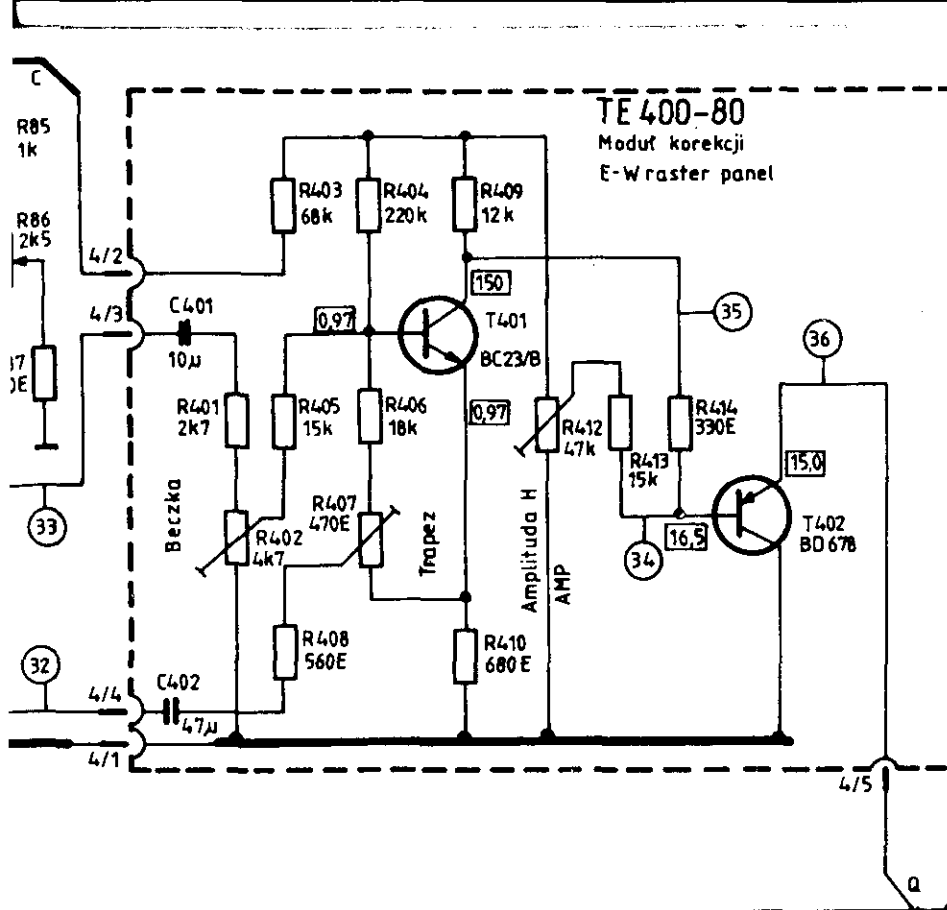 C
TE 400-80
Moduł korekcji
E-W raster panel
R85
1k
R403
68k
R404
220k
R409
12k
R86
2k5
4/2
150
4/3
C401
10µ
0,97
T401
BC23/B
35
36
37
0E
R401
2k7
R405
15k
R406
18k
0,97
R412
47k
R413
15k
R414
330E
15,0
Beczka
R402
4k7
R407
470E
Trapez
Amplituda H
AMP
16,5
T402
BD678
33
34
32
R408
560E
R410
680E
4/4
C402
47µ
4/1
4/5
Q